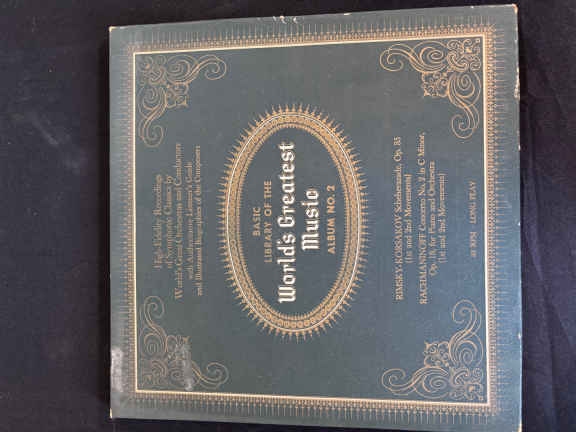 High-Fidelity Recordings
of Symphonic Classics by
World's Great Orchestras and Conductors
with Authoritative Listener's Guide
and Illustrated Biographies of the Composers
BASIC
LIBRARY OF THE
World's Greatest
Music
ALBUM NO. 2
RIMSKY-KORSAKOV Scheherazade, Op. 35
(1st and 2nd Movements)
RACHMANINOFF Concerto No. 2 in C Minor,
Op. 18, for Piano and Orchestra
(1st and 2nd Movements)
33 RPM LONG PLAY